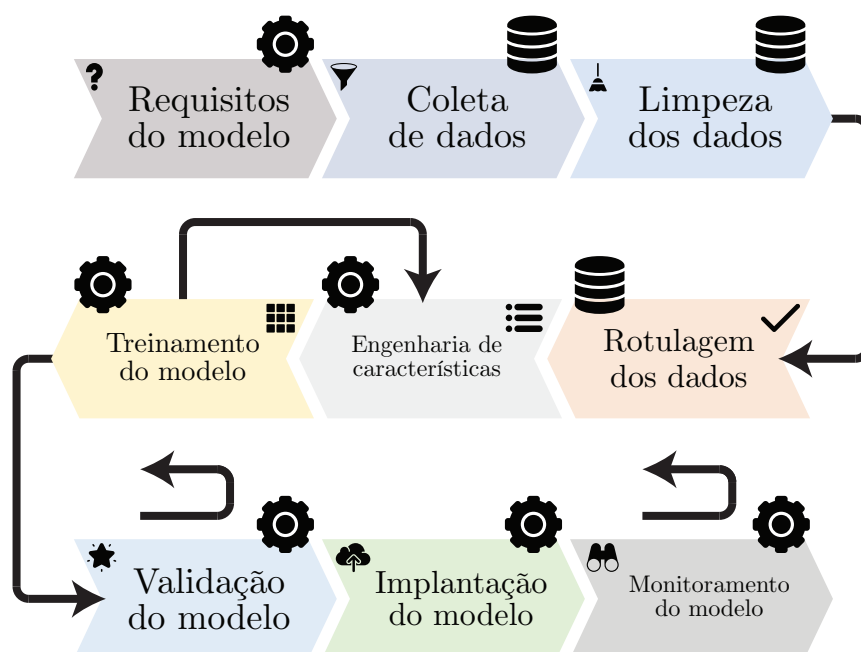 Requisitos
do modelo
Coleta
de dados
Limpeza
dos dados
Treinamento
do modelo
Engenharia de
características
Rotulagem
dos dados
Validação
do modelo
Implantação
do modelo
Monitoramento
do modelo